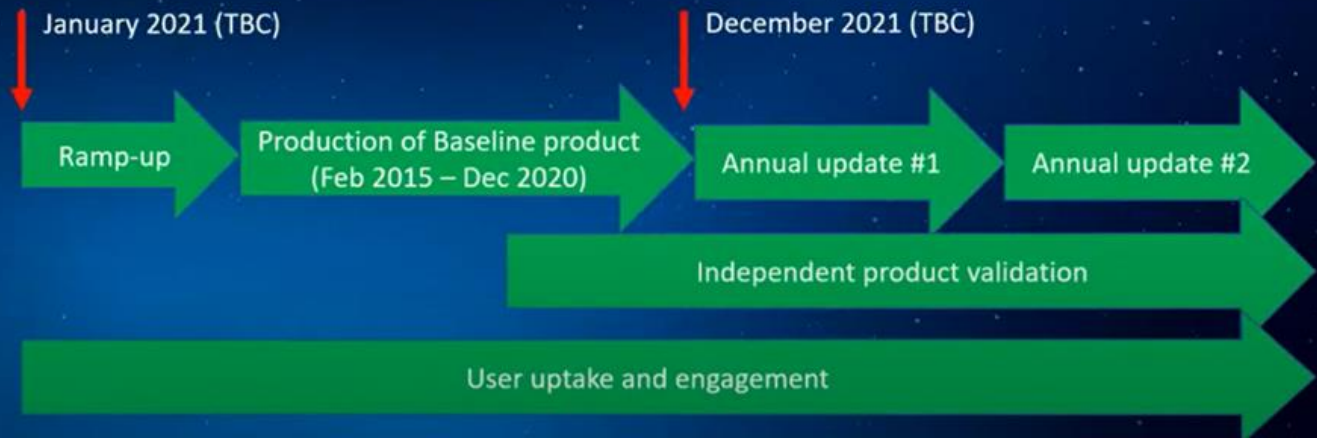 January 2021 (TBC)
December 2021 (TBC)
Ramp-up
Production of Baseline product
(Feb 2015 – Dec 2020)
Annual update #1
Annual update #2
Independent product validation
User uptake and engagement